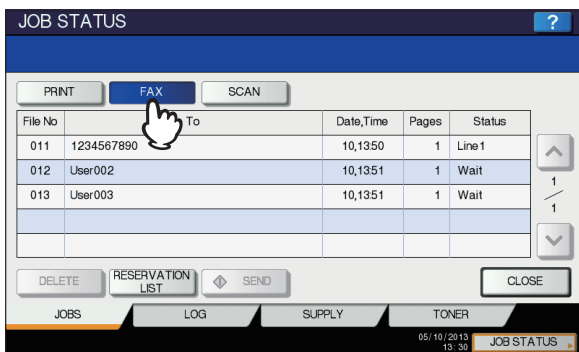 JOB STATUS ?
PRINT FAX SCAN
File No To Date,Time Pages Status
011 1234567890 10,13:50 1 Line1
012 User002 10,13:51 1 Wait
013 User003 10,13:51 1 Wait
1
1
DELETE RESERVATION LIST SEND CLOSE
JOBS LOG SUPPLY TONER
05/10/2013
13:30 JOB STATUS